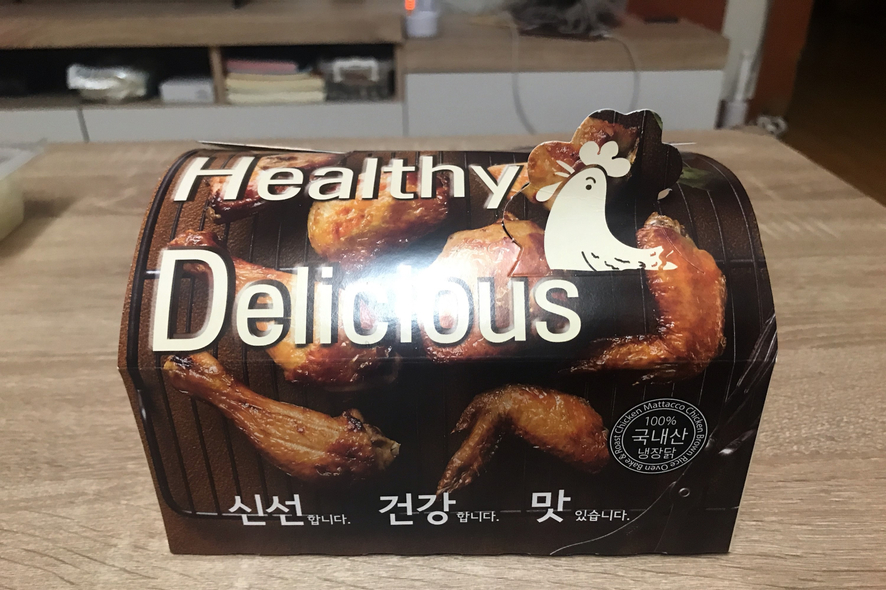 Healthy
Delicious
Chicken Mattacco Chicken Brown Rice Oven Bake & Roast
100%
국내산
냉장닭
신선합니다. 건강합니다. 맛있습니다.